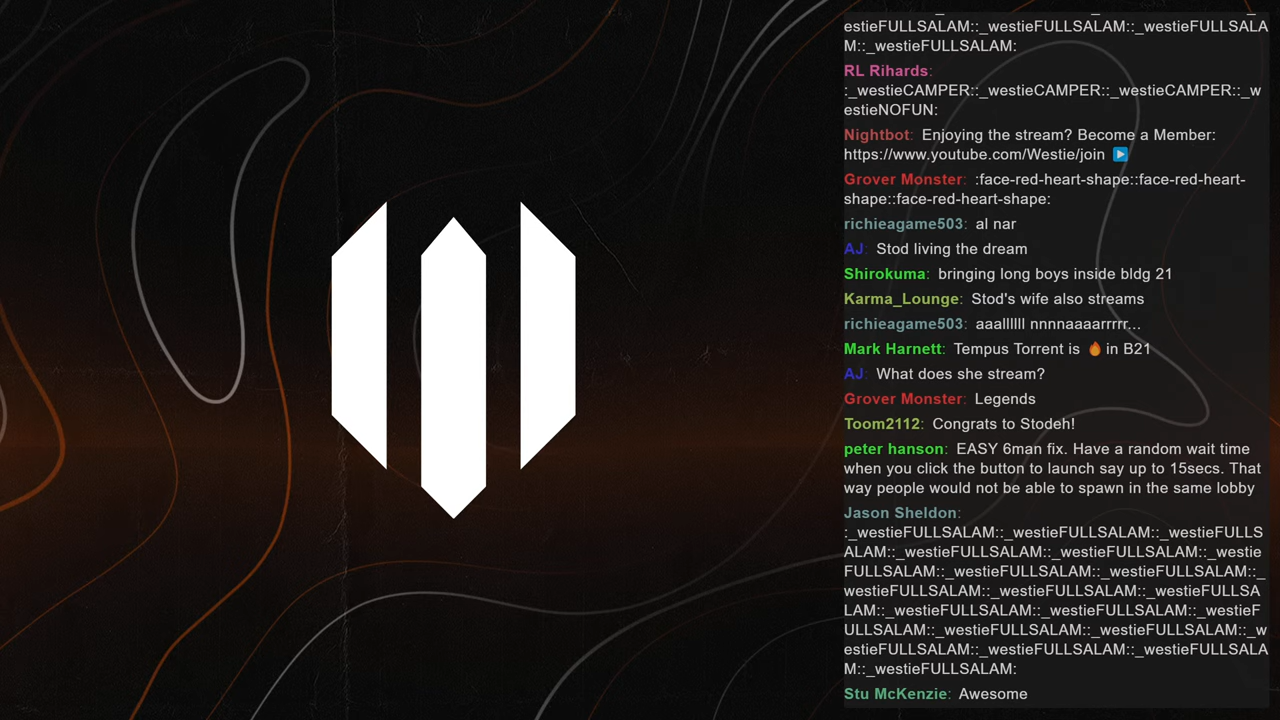 estieFULLSALAM::_westieFULLSALAM::_westieFULLSALA
M::_westieFULLSALAM:
RL Rihards:
:_westieCAMPER::_westieCAMPER::_westieCAMPER::_w
estieNOFUN:
Nightbot: Enjoying the stream? Become a Member:
https://www.youtube.com/Westie/join ▶️
Grover Monster: :face-red-heart-shape::face-red-heart-
shape::face-red-heart-shape:
richieagame503: al nar
AJ: Stod living the dream
Shirokuma: bringing long boys inside bldg 21
Karma_Lounge: Stod's wife also streams
richieagame503: aaallllll nnnnaaaarrrrr...
Mark Harnett: Tempus Torrent is 🔥 in B21
AJ: What does she stream?
Grover Monster: Legends
Toom2112: Congrats to Stodeh!
peter hanson: EASY 6man fix. Have a random wait time
when you click the button to launch say up to 15secs. That
way people would not be able to spawn in the same lobby
Jason Sheldon:
:_westieFULLSALAM::_westieFULLSALAM::_westieFULLS
ALAM::_westieFULLSALAM::_westieFULLSALAM::_westie
FULLSALAM::_westieFULLSALAM::_westieFULLSALAM::_
westieFULLSALAM::_westieFULLSALAM::_westieFULLSA
LAM::_westieFULLSALAM::_westieFULLSALAM::_westieF
ULLSALAM::_westieFULLSALAM::_westieFULLSALAM::_w
estieFULLSALAM::_westieFULLSALAM::_westieFULLSALA
M::_westieFULLSALAM:
Stu McKenzie: Awesome